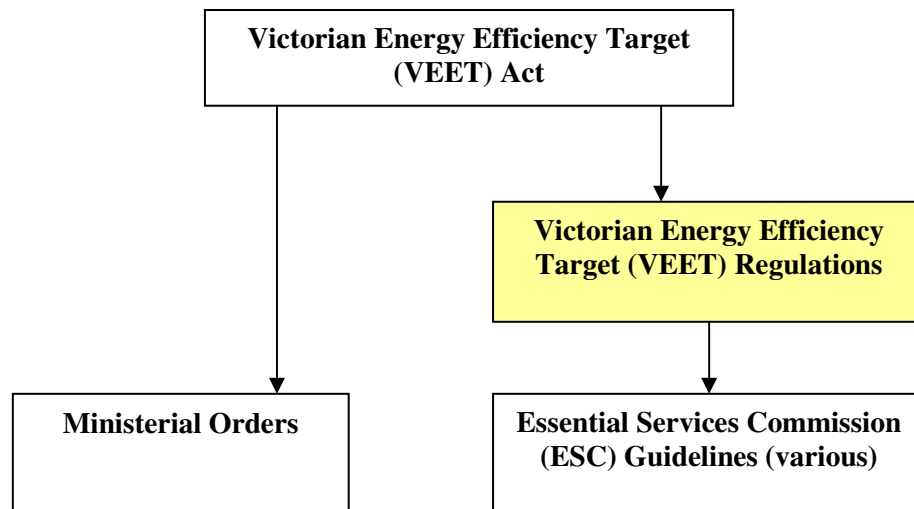 Victorian Energy Efficiency Target
(VEET) Act
Victorian Energy Efficiency
Target (VEET) Regulations
Ministerial Orders
Essential Services Commission
(ESC) Guidelines (various)